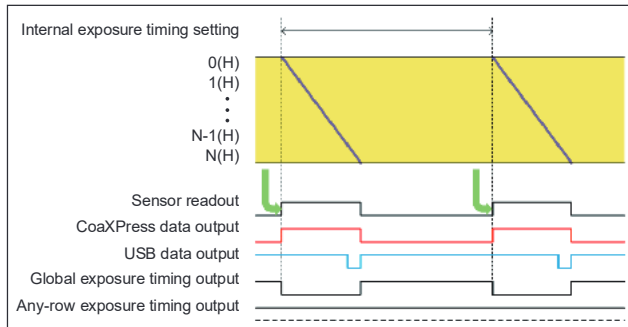 Internal exposure timing setting
0(H)
1(H)
N-1(H)
N(H)
Sensor readout
CoaXPress data output
USB data output
Global exposure timing output
Any-row exposure timing output